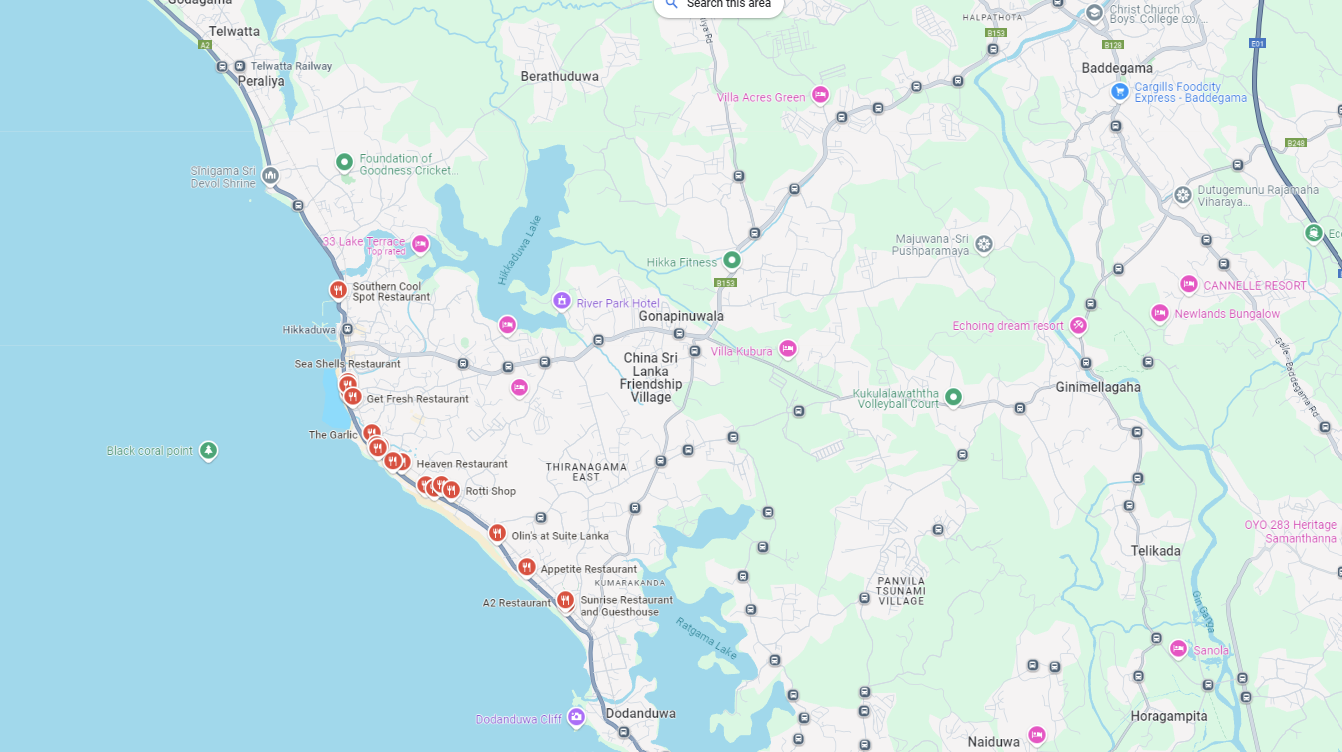 Godagama
Search this area
Christ Church
Boys' College
HALPATHOTA
B153
Telwatta
A2
B128
E01
Telwatta Railway
Peraliya
Berathuduwa
Baddegama
Cargills Foodcity
Express - Baddegama
Villa Acres Green
B248
Foundation of
Goodness Cricket...
Sinigama Sri
Devol Shrine
Dutugemunu Rajamaha
Viharaya...
33 Lake Terrace
Top rated
Hikkaduwa Lake
Majuwana -Sri
Pushparamaya
Hikka Fitness
B153
Southern Cool
Spot Restaurant
CANNELLE RESORT
River Park Hotel
Gonapinuwala
Newlands Bungalow
Hikkaduwa
Echoing dream resort
Villa Kubura
China Sri
Lanka
Friendship
Village
Sea Shells Restaurant
Galle - Baddegama Rd
Ginimellagaha
Get Fresh Restaurant
Kukulalawaththa
Volleyball Court
The Garlic
Black coral point
Heaven Restaurant
THIRANAGAMA
EAST
Rotti Shop
Olin's at Suite Lanka
OYO 283 Heritage
Samanthanna
Telikada
Appetite Restaurant
KUMARAKANDA
PANVILA
TSUNAMI
VILLAGE
A2 Restaurant
Sunrise Restaurant
and Guesthouse
Gin Ganga
Ratgama Lake
Sanola
Dodanduwa Cliff
Dodanduwa
Horagampita
Naiduwa